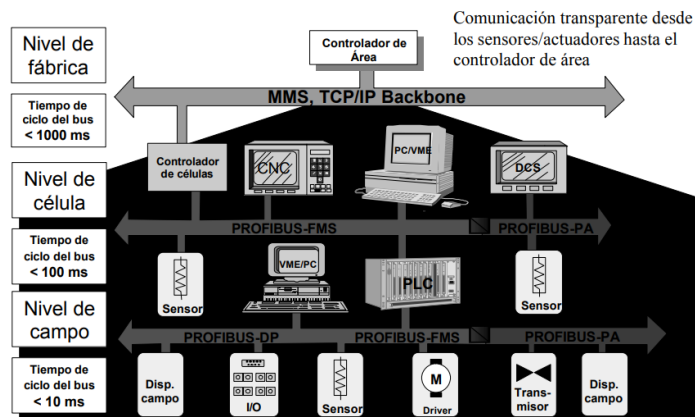 Nivel de
fábrica
Controlador de
Área
Comunicación transparente desde
los sensores/actuadores hasta el
controlador de área
Tiempo de
ciclo del bus
< 1000 ms
MMS, TCP/IP Backbone
Controlador
de células
CNC
PC/VME
DCS
Nivel de
célula
PROFIBUS-FMS
PROFIBUS-PA
Tiempo de
ciclo del bus
< 100 ms
Sensor
VME/PC
PLC
Sensor
Nivel de
campo
PROFIBUS-DP
PROFIBUS-FMS
PROFIBUS-PA
Tiempo de
ciclo del bus
< 10 ms
Disp.
campo
I/O
Sensor
M
Driver
Trans-
misor
Disp.
campo